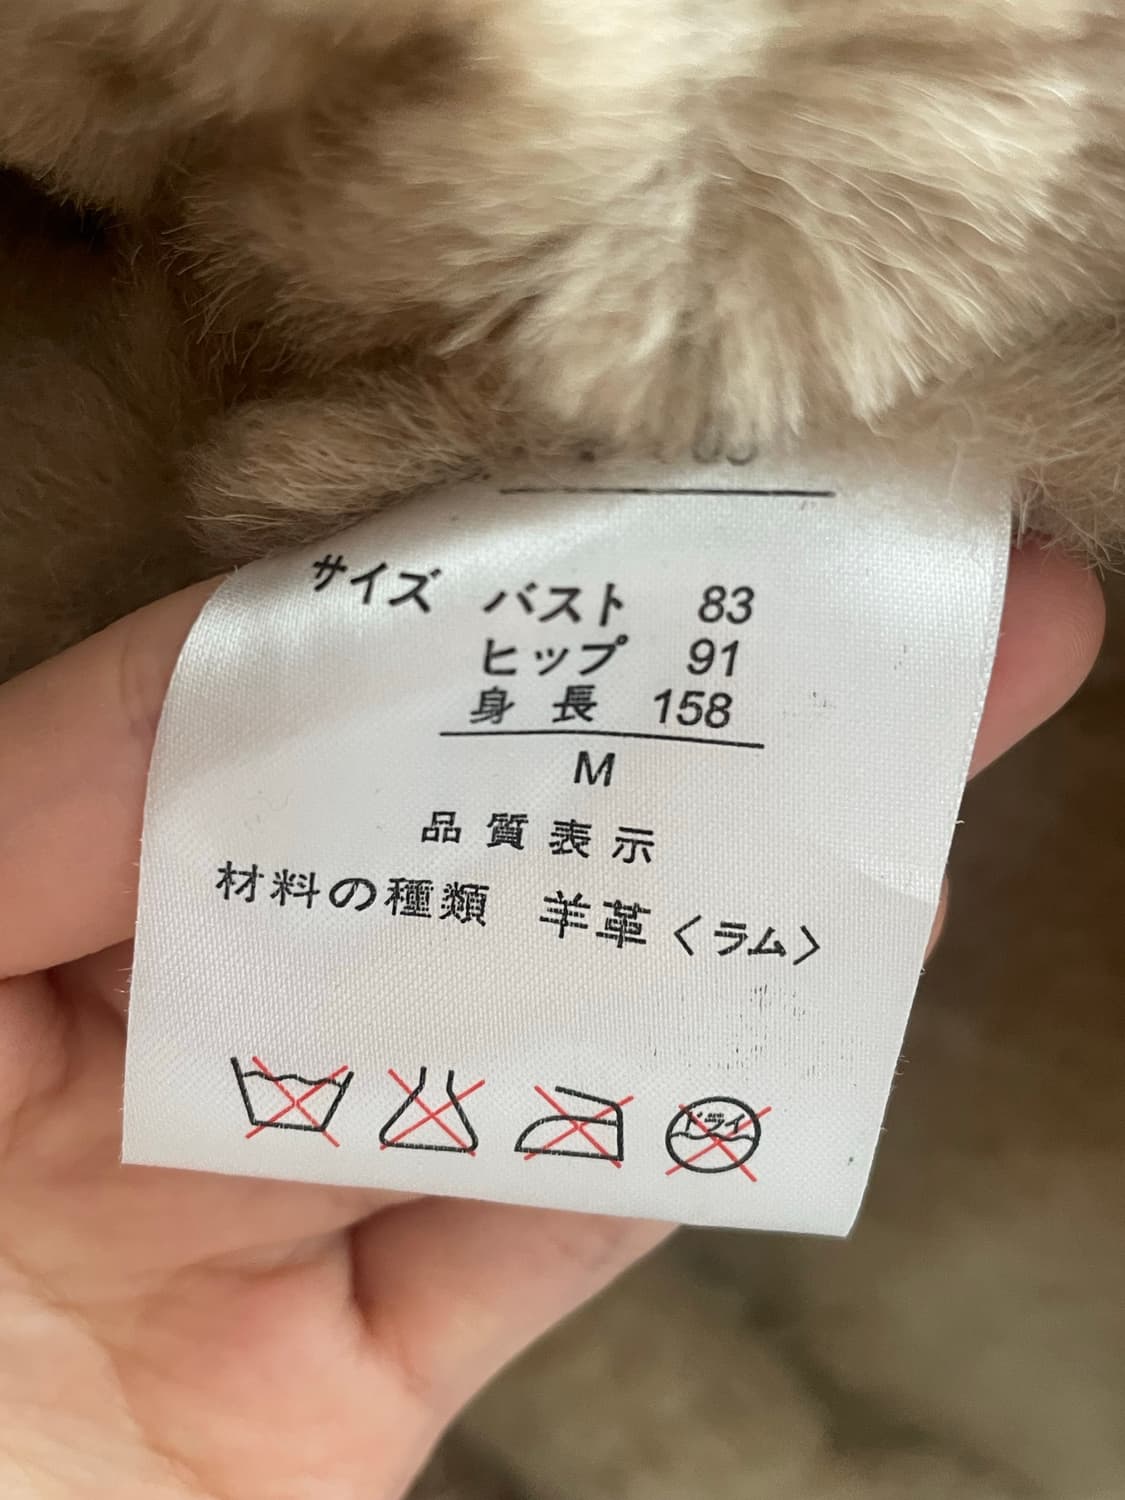 サイズ バスト 83
ヒップ 91
身長 158
M
品質表示
材料の種類 羊革〈ラム〉
ドライ